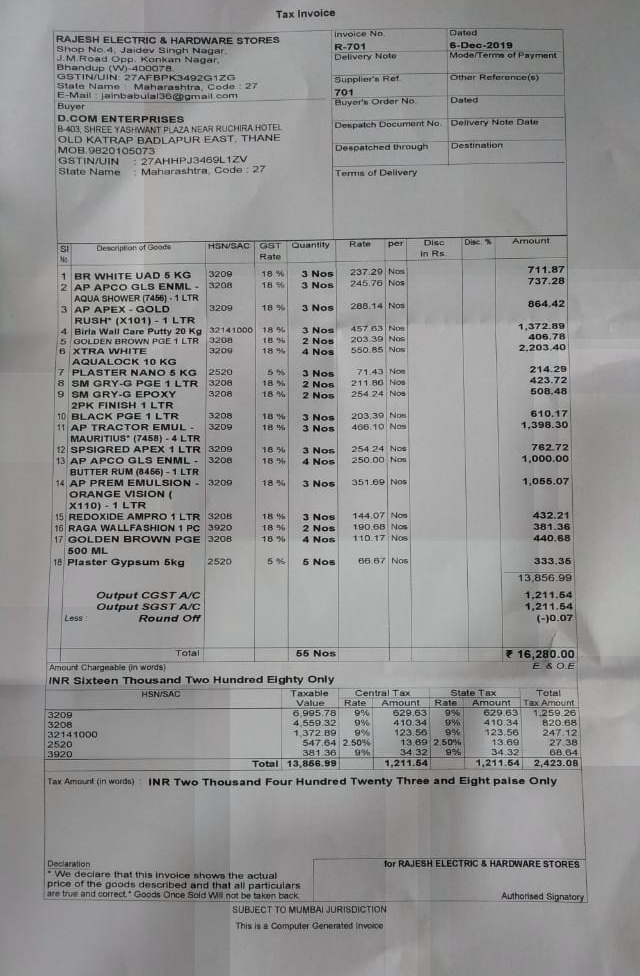 Tax Invoice
RAJESH ELECTRIC & HARDWARE STORES
Shop No.4, Jaidev Singh Nagar,
J.M.Road Opp. Konkan Nagar,
Bhandup (W)-400078.
GSTIN/UIN: 27AFBPK3492G1ZG
State Name : Maharashtra, Code : 27
E-Mail : jainbabulal36@gmail.com
Invoice No. Dated
R-701 6-Dec-2019
Delivery Note Mode/Terms of Payment
Supplier's Ref. Other Reference(s)
701
Buyer
D.COM ENTERPRISES
B-403, SHREE YASHWANT PLAZA NEAR RUCHIRA HOTEL
OLD KATRAP BADLAPUR EAST, THANE
MOB.9820105073
GSTIN/UIN : 27AHHPJ3469L1ZV
State Name : Maharashtra, Code : 27
Buyer's Order No. Dated
Despatch Document No. Delivery Note Date
Despatched through Destination
Terms of Delivery
Sl No. Description of Goods HSN/SAC GST Rate Quantity Rate per Disc in Rs. Disc. % Amount
1 BR WHITE UAD 5 KG 3209 18 % 3 Nos 237.29 Nos 711.87
2 AP APCO GLS ENML - 3208 18 % 3 Nos 245.76 Nos 737.28
AQUA SHOWER (7456) - 1 LTR
3 AP APEX - GOLD 3209 18 % 3 Nos 288.14 Nos 864.42
RUSH* (X101) - 1 LTR
4 Birla Wall Care Putty 20 Kg 32141000 18 % 3 Nos 457.63 Nos 1,372.89
5 GOLDEN BROWN PGE 1 LTR 3208 18 % 2 Nos 203.39 Nos 406.78
6 XTRA WHITE 3209 18 % 4 Nos 550.85 Nos 2,203.40
AQUALOCK 10 KG
7 PLASTER NANO 5 KG 2520 5 % 3 Nos 71.43 Nos 214.29
8 SM GRY-G PGE 1 LTR 3208 18 % 2 Nos 211.86 Nos 423.72
9 SM GRY-G EPOXY 3208 18 % 2 Nos 254.24 Nos 508.48
2PK FINISH 1 LTR
10 BLACK PGE 1 LTR 3208 18 % 3 Nos 203.39 Nos 610.17
11 AP TRACTOR EMUL - 3209 18 % 3 Nos 466.10 Nos 1,398.30
MAURITIUS* (7458) - 4 LTR
12 SPSIGRED APEX 1 LTR 3209 18 % 3 Nos 254.24 Nos 762.72
13 AP APCO GLS ENML - 3208 18 % 4 Nos 250.00 Nos 1,000.00
BUTTER RUM (8456) - 1 LTR
14 AP PREM EMULSION - 3209 18 % 3 Nos 351.69 Nos 1,055.07
ORANGE VISION (
X110) - 1 LTR
15 REDOXIDE AMPRO 1 LTR 3208 18 % 3 Nos 144.07 Nos 432.21
16 RAGA WALLFASHION 1 PC 3920 18 % 2 Nos 190.68 Nos 381.36
17 GOLDEN BROWN PGE 3208 18 % 4 Nos 110.17 Nos 440.68
500 ML
18 Plaster Gypsum 5kg 2520 5 % 5 Nos 66.67 Nos 333.35
13,856.99
Output CGST A/C 1,211.54
Output SGST A/C 1,211.54
Less : Round Off (-)0.07
Total 55 Nos ₹ 16,280.00
Amount Chargeable (in words) E. & O.E
INR Sixteen Thousand Two Hundred Eighty Only
HSN/SAC Taxable Value Central Tax Rate Amount State Tax Rate Amount Total Tax Amount
3209 6,995.78 9% 629.63 9% 629.63 1,259.26
3208 4,559.32 9% 410.34 9% 410.34 820.68
32141000 1,372.89 9% 123.56 9% 123.56 247.12
2520 547.64 2.50% 13.69 2.50% 13.69 27.38
3920 381.36 9% 34.32 9% 34.32 68.64
Total 13,856.99 1,211.54 1,211.54 2,423.08
Tax Amount (in words) : INR Two Thousand Four Hundred Twenty Three and Eight paise Only
Declaration
" We declare that this invoice shows the actual
price of the goods described and that all particulars
are true and correct." Goods Once Sold Will not be taken back.
for RAJESH ELECTRIC & HARDWARE STORES
Authorised Signatory
SUBJECT TO MUMBAI JURISDICTION
This is a Computer Generated Invoice